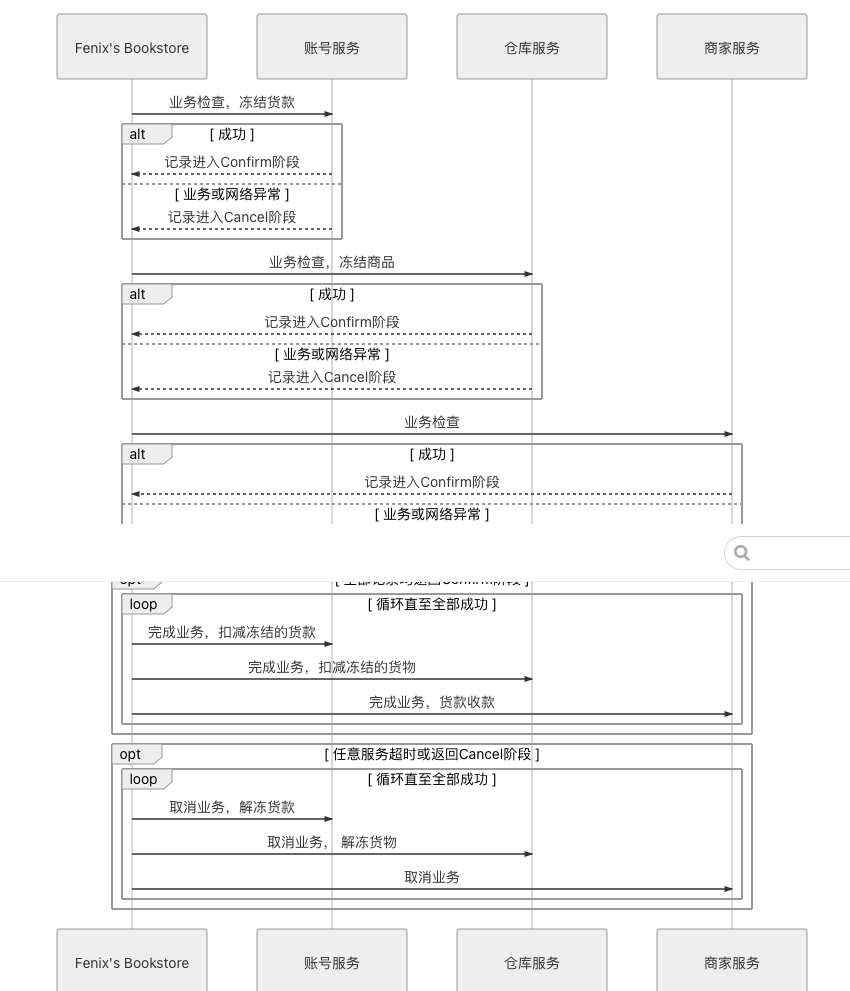 Fenix's Bookstore
账号服务
仓库服务
商家服务
业务检查，冻结货款
alt
[ 成功 ]
记录进入Confirm阶段
[ 业务或网络异常 ]
记录进入Cancel阶段
业务检查，冻结商品
alt
[ 成功 ]
记录进入Confirm阶段
[ 业务或网络异常 ]
记录进入Cancel阶段
业务检查
alt
[ 成功 ]
记录进入Confirm阶段
[ 业务或网络异常 ]
opt
loop
[ 循环直至全部成功 ]
完成业务，扣减冻结的货款
完成业务，扣减冻结的货物
完成业务，货款收款
opt
[ 任意服务超时或返回Cancel阶段 ]
loop
[ 循环直至全部成功 ]
取消业务，解冻货款
取消业务， 解冻货物
取消业务
Fenix's Bookstore
账号服务
仓库服务
商家服务